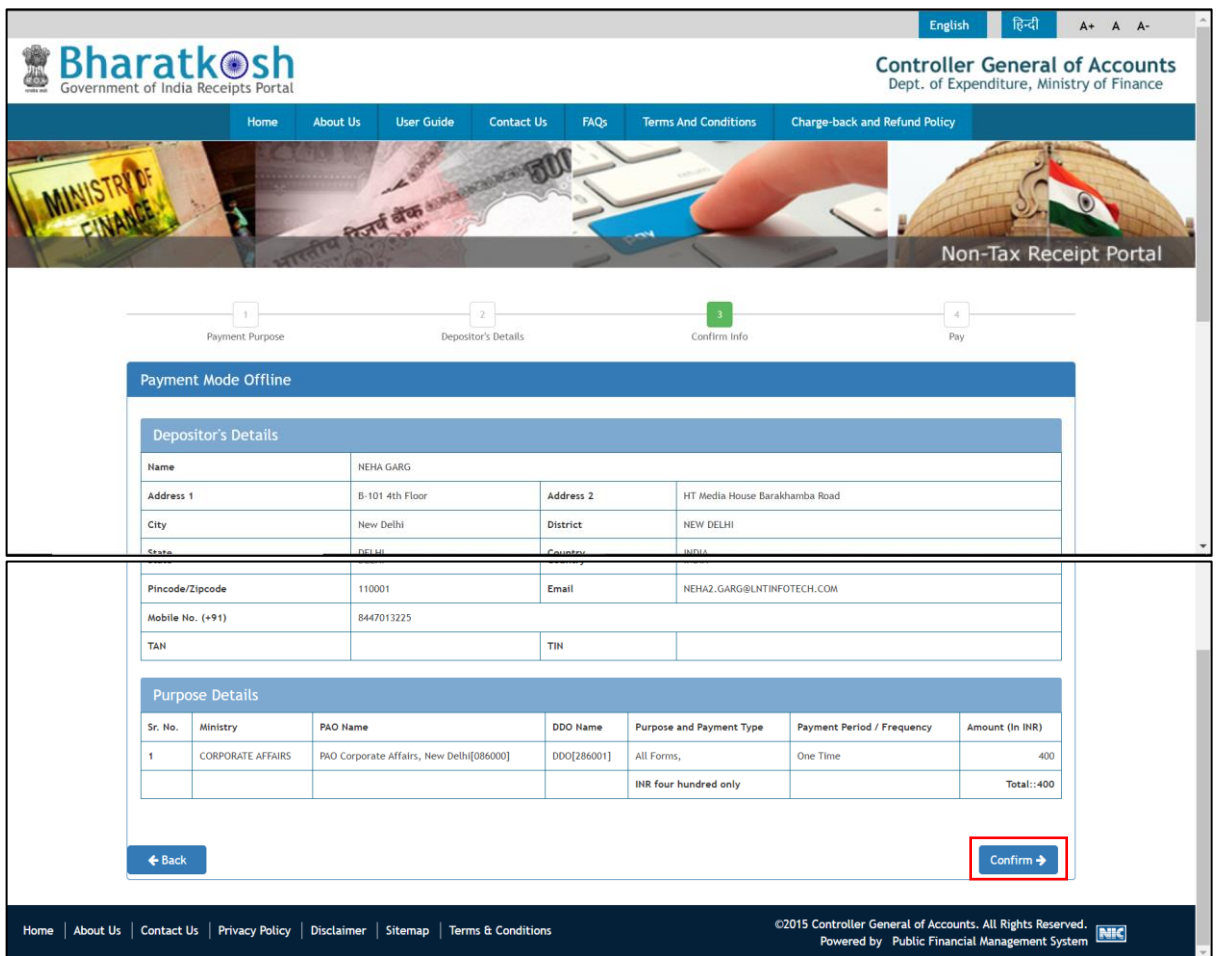 English हिन्दी A+ A A-
Bharatkosh
Government of India Receipts Portal
Controller General of Accounts
Dept. of Expenditure, Ministry of Finance
Home About Us User Guide Contact Us FAQs Terms And Conditions Charge-back and Refund Policy
MINISTRY OF
FINANCE
भारतीय रिज़र्व बैंक
500
pay
Non-Tax Receipt Portal
1 2 3 4
Payment Purpose Depositor's Details Confirm Info Pay
Payment Mode Offline
Depositor's Details
Name NEHA GARG
Address 1 B-101 4th Floor Address 2 HT Media House Barakhamba Road
City New Delhi District NEW DELHI
State DELHI Country INDIA
Pincode/Zipcode 110001 Email NEHA2.GARG@LNTINFOTECH.COM
Mobile No. (+91) 8447013225
TAN TIN
Purpose Details
Sr. No. Ministry PAO Name DDO Name Purpose and Payment Type Payment Period / Frequency Amount (In INR)
1 CORPORATE AFFAIRS PAO Corporate Affairs, New Delhi[086000] DDO[286001] All Forms, One Time 400
INR four hundred only Total::400
Back Confirm
Home About Us Contact Us Privacy Policy Disclaimer Sitemap Terms & Conditions
©2015 Controller General of Accounts. All Rights Reserved.
Powered by Public Financial Management System
NIC